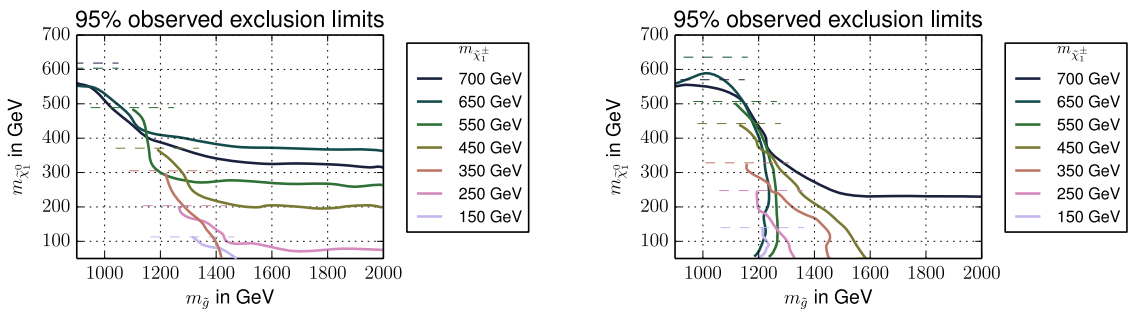 95% observed exclusion limits
700
600
500
400
300
200
100
1000 1200 1400 1600 1800 2000
m_χ̃₁⁰ in GeV
m_g̃ in GeV
m_χ̃₁±
700 GeV
650 GeV
550 GeV
450 GeV
350 GeV
250 GeV
150 GeV
95% observed exclusion limits
700
600
500
400
300
200
100
1000 1200 1400 1600 1800 2000
m_χ̃₁⁰ in GeV
m_g̃ in GeV
m_χ̃₁±
700 GeV
650 GeV
550 GeV
450 GeV
350 GeV
250 GeV
150 GeV